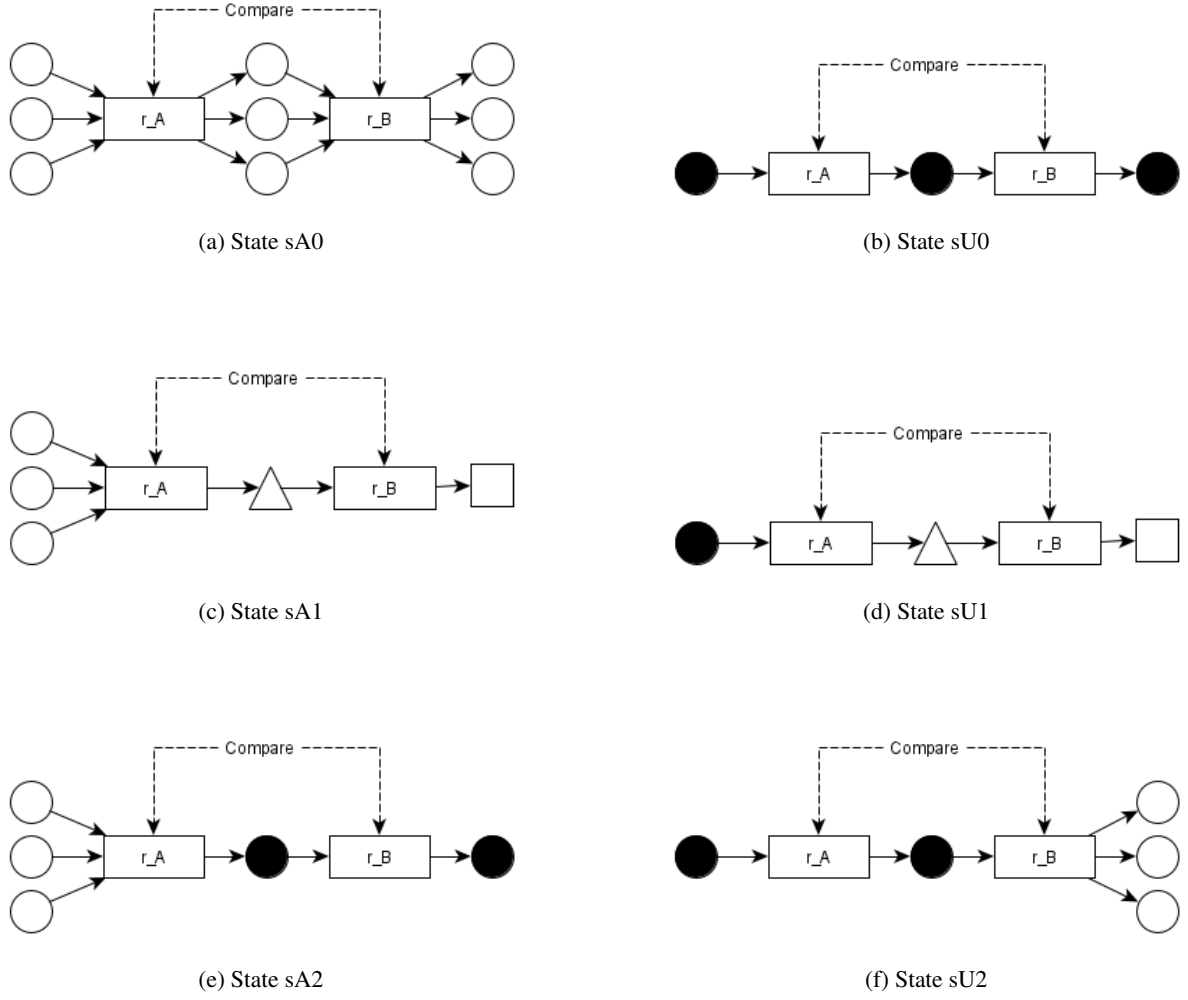 Compare
r_A r_B
(a) State sA0
Compare
r_A r_B
(b) State sU0
Compare
r_A r_B
(c) State sA1
Compare
r_A r_B
(d) State sU1
Compare
r_A r_B
(e) State sA2
Compare
r_A r_B
(f) State sU2